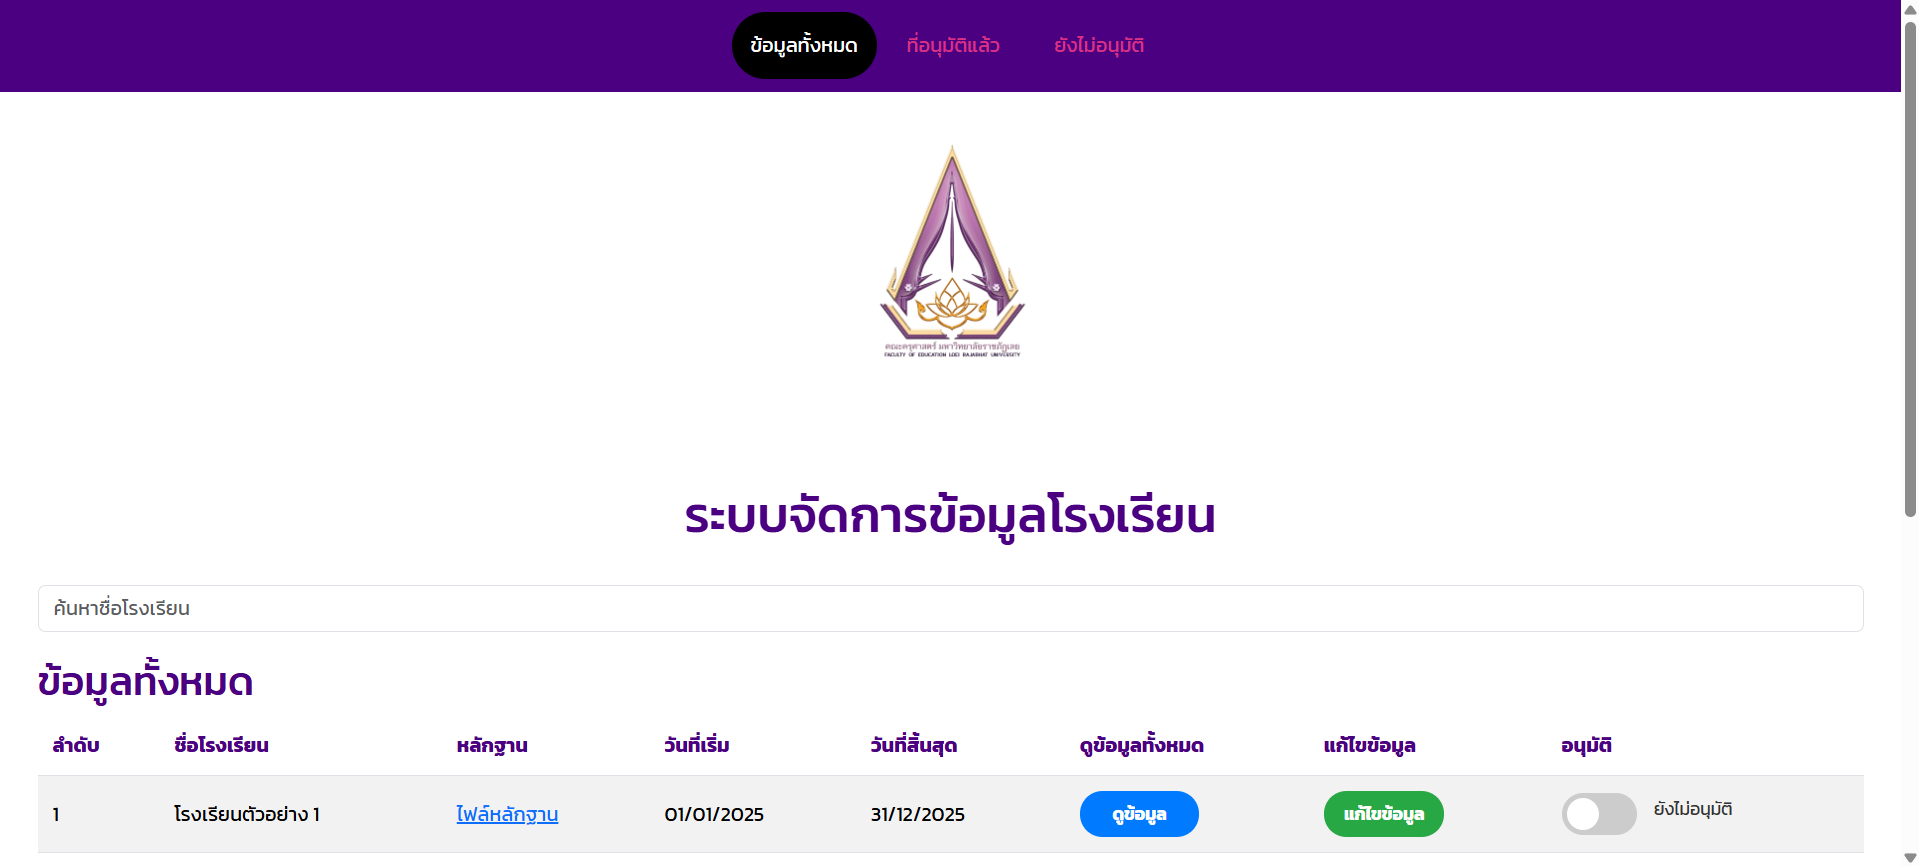 ข้อมูลทั้งหมด ที่อนุมัติแล้ว ยังไม่อนุมัติ
คณะครุศาสตร์ มหาวิทยาลัยราชภัฏเลย
FACULTY OF EDUCATION LOEI RAJABHAT UNIVERSITY
ระบบจัดการข้อมูลโรงเรียน
ค้นหาชื่อโรงเรียน
ข้อมูลทั้งหมด
ลำดับ ชื่อโรงเรียน หลักฐาน วันที่เริ่ม วันที่สิ้นสุด ดูข้อมูลทั้งหมด แก้ไขข้อมูล อนุมัติ
1 โรงเรียนตัวอย่าง 1 ไฟล์หลักฐาน 01/01/2025 31/12/2025 ดูข้อมูล แก้ไขข้อมูล ยังไม่อนุมัติ